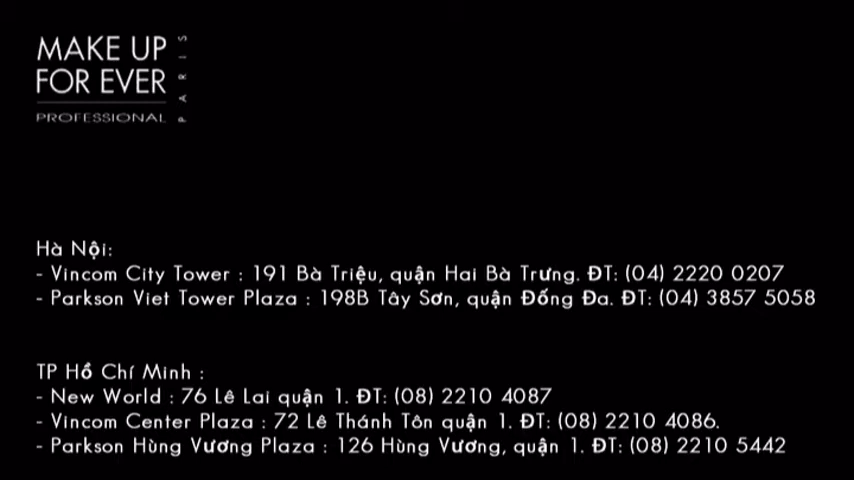 MAKE UP
FOR EVER
PROFESSIONAL
PARIS
Hà Nội:
- Vincom City Tower : 191 Bà Triệu, quận Hai Bà Trưng. ĐT: (04) 2220 0207
- Parkson Viet Tower Plaza : 198B Tây Sơn, quận Đống Đa. ĐT: (04) 3857 5058
TP Hồ Chí Minh :
- New World : 76 Lê Lai quận 1. ĐT: (08) 2210 4087
- Vincom Center Plaza : 72 Lê Thánh Tôn quận 1. ĐT: (08) 2210 4086.
- Parkson Hùng Vương Plaza : 126 Hùng Vương, quận 1. ĐT: (08) 2210 5442